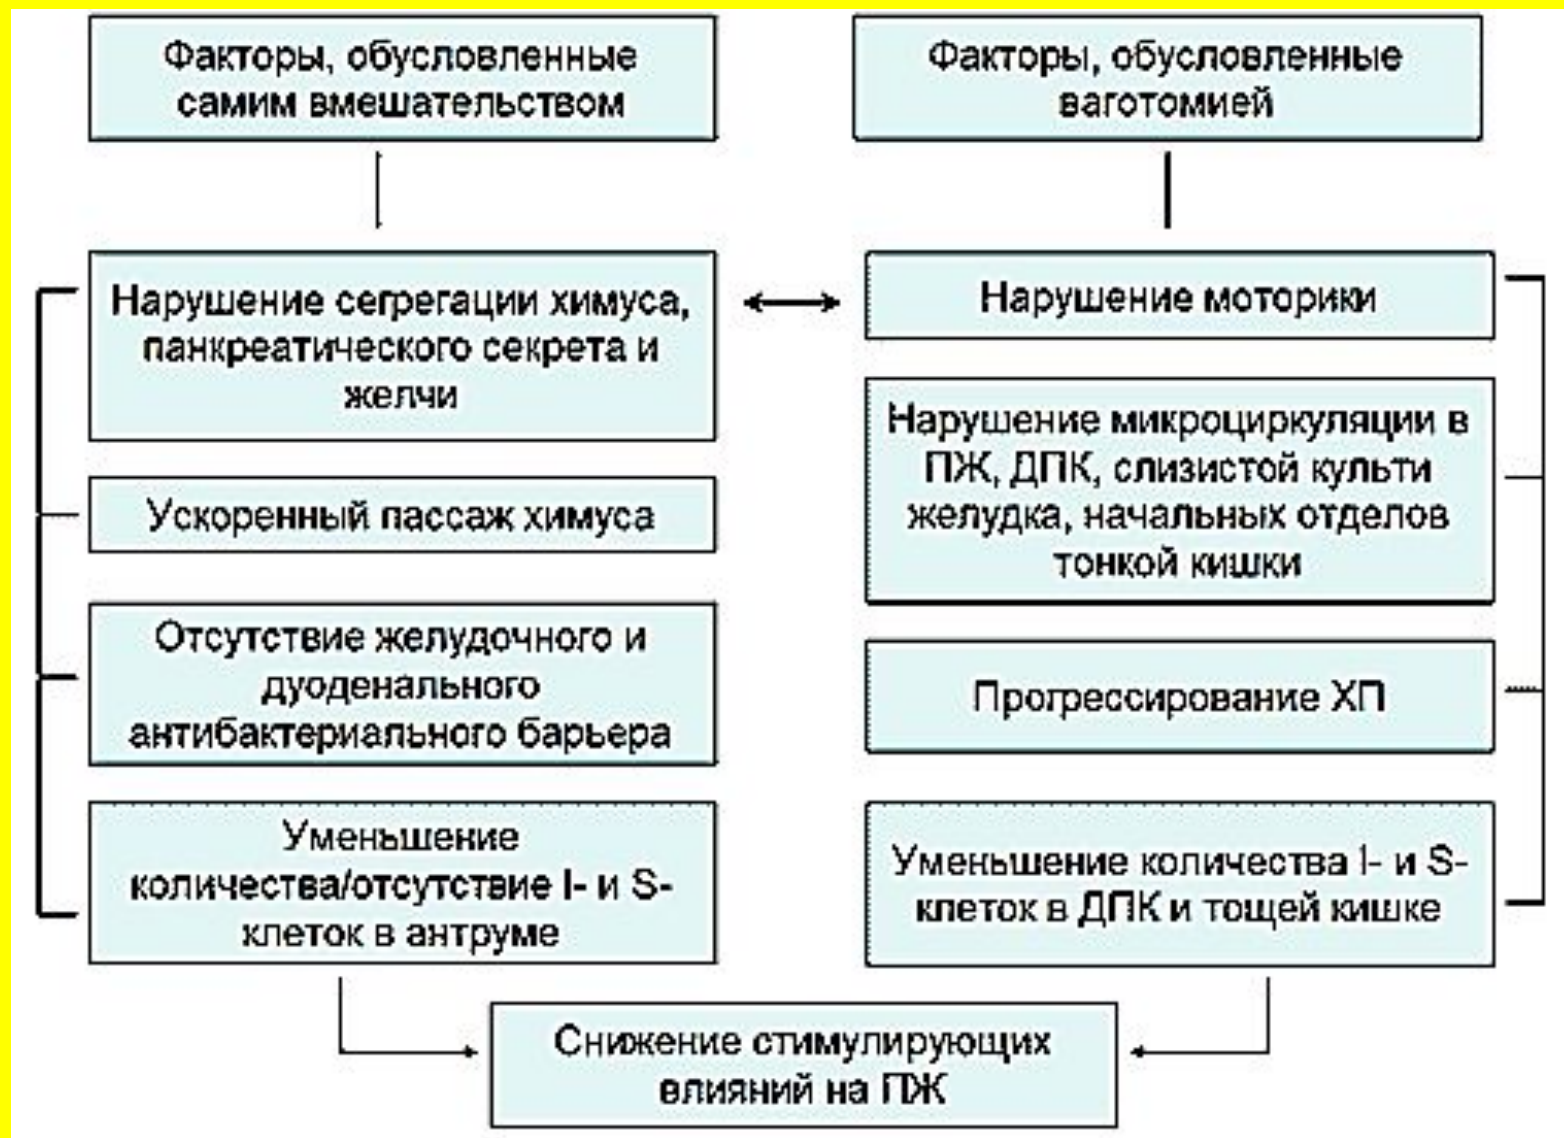 Факторы, обусловленные
самим вмешательством
Факторы, обусловленные
ваготомией
Нарушение сегрегации химуса,
панкреатического секрета и
желчи
Ускоренный пассаж химуса
Отсутствие желудочного и
дуоденального
антибактериального барьера
Уменьшение
количества/отсутствие I- и S-
клеток в антруме
Нарушение моторики
Нарушение микроциркуляции в
ПЖ, ДПК, слизистой культи
желудка, начальных отделов
тонкой кишки
Прогрессирование ХП
Уменьшение количества I- и S-
клеток в ДПК и тощей кишке
Снижение стимулирующих
влияний на ПЖ